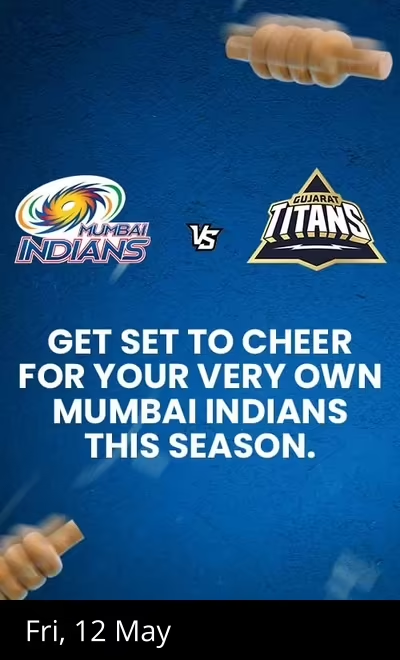 MUMBAI
INDIANS
VS
GUJARAT
TITANS
GET SET TO CHEER
FOR YOUR VERY OWN
MUMBAI INDIANS
THIS SEASON.
Fri, 12 May